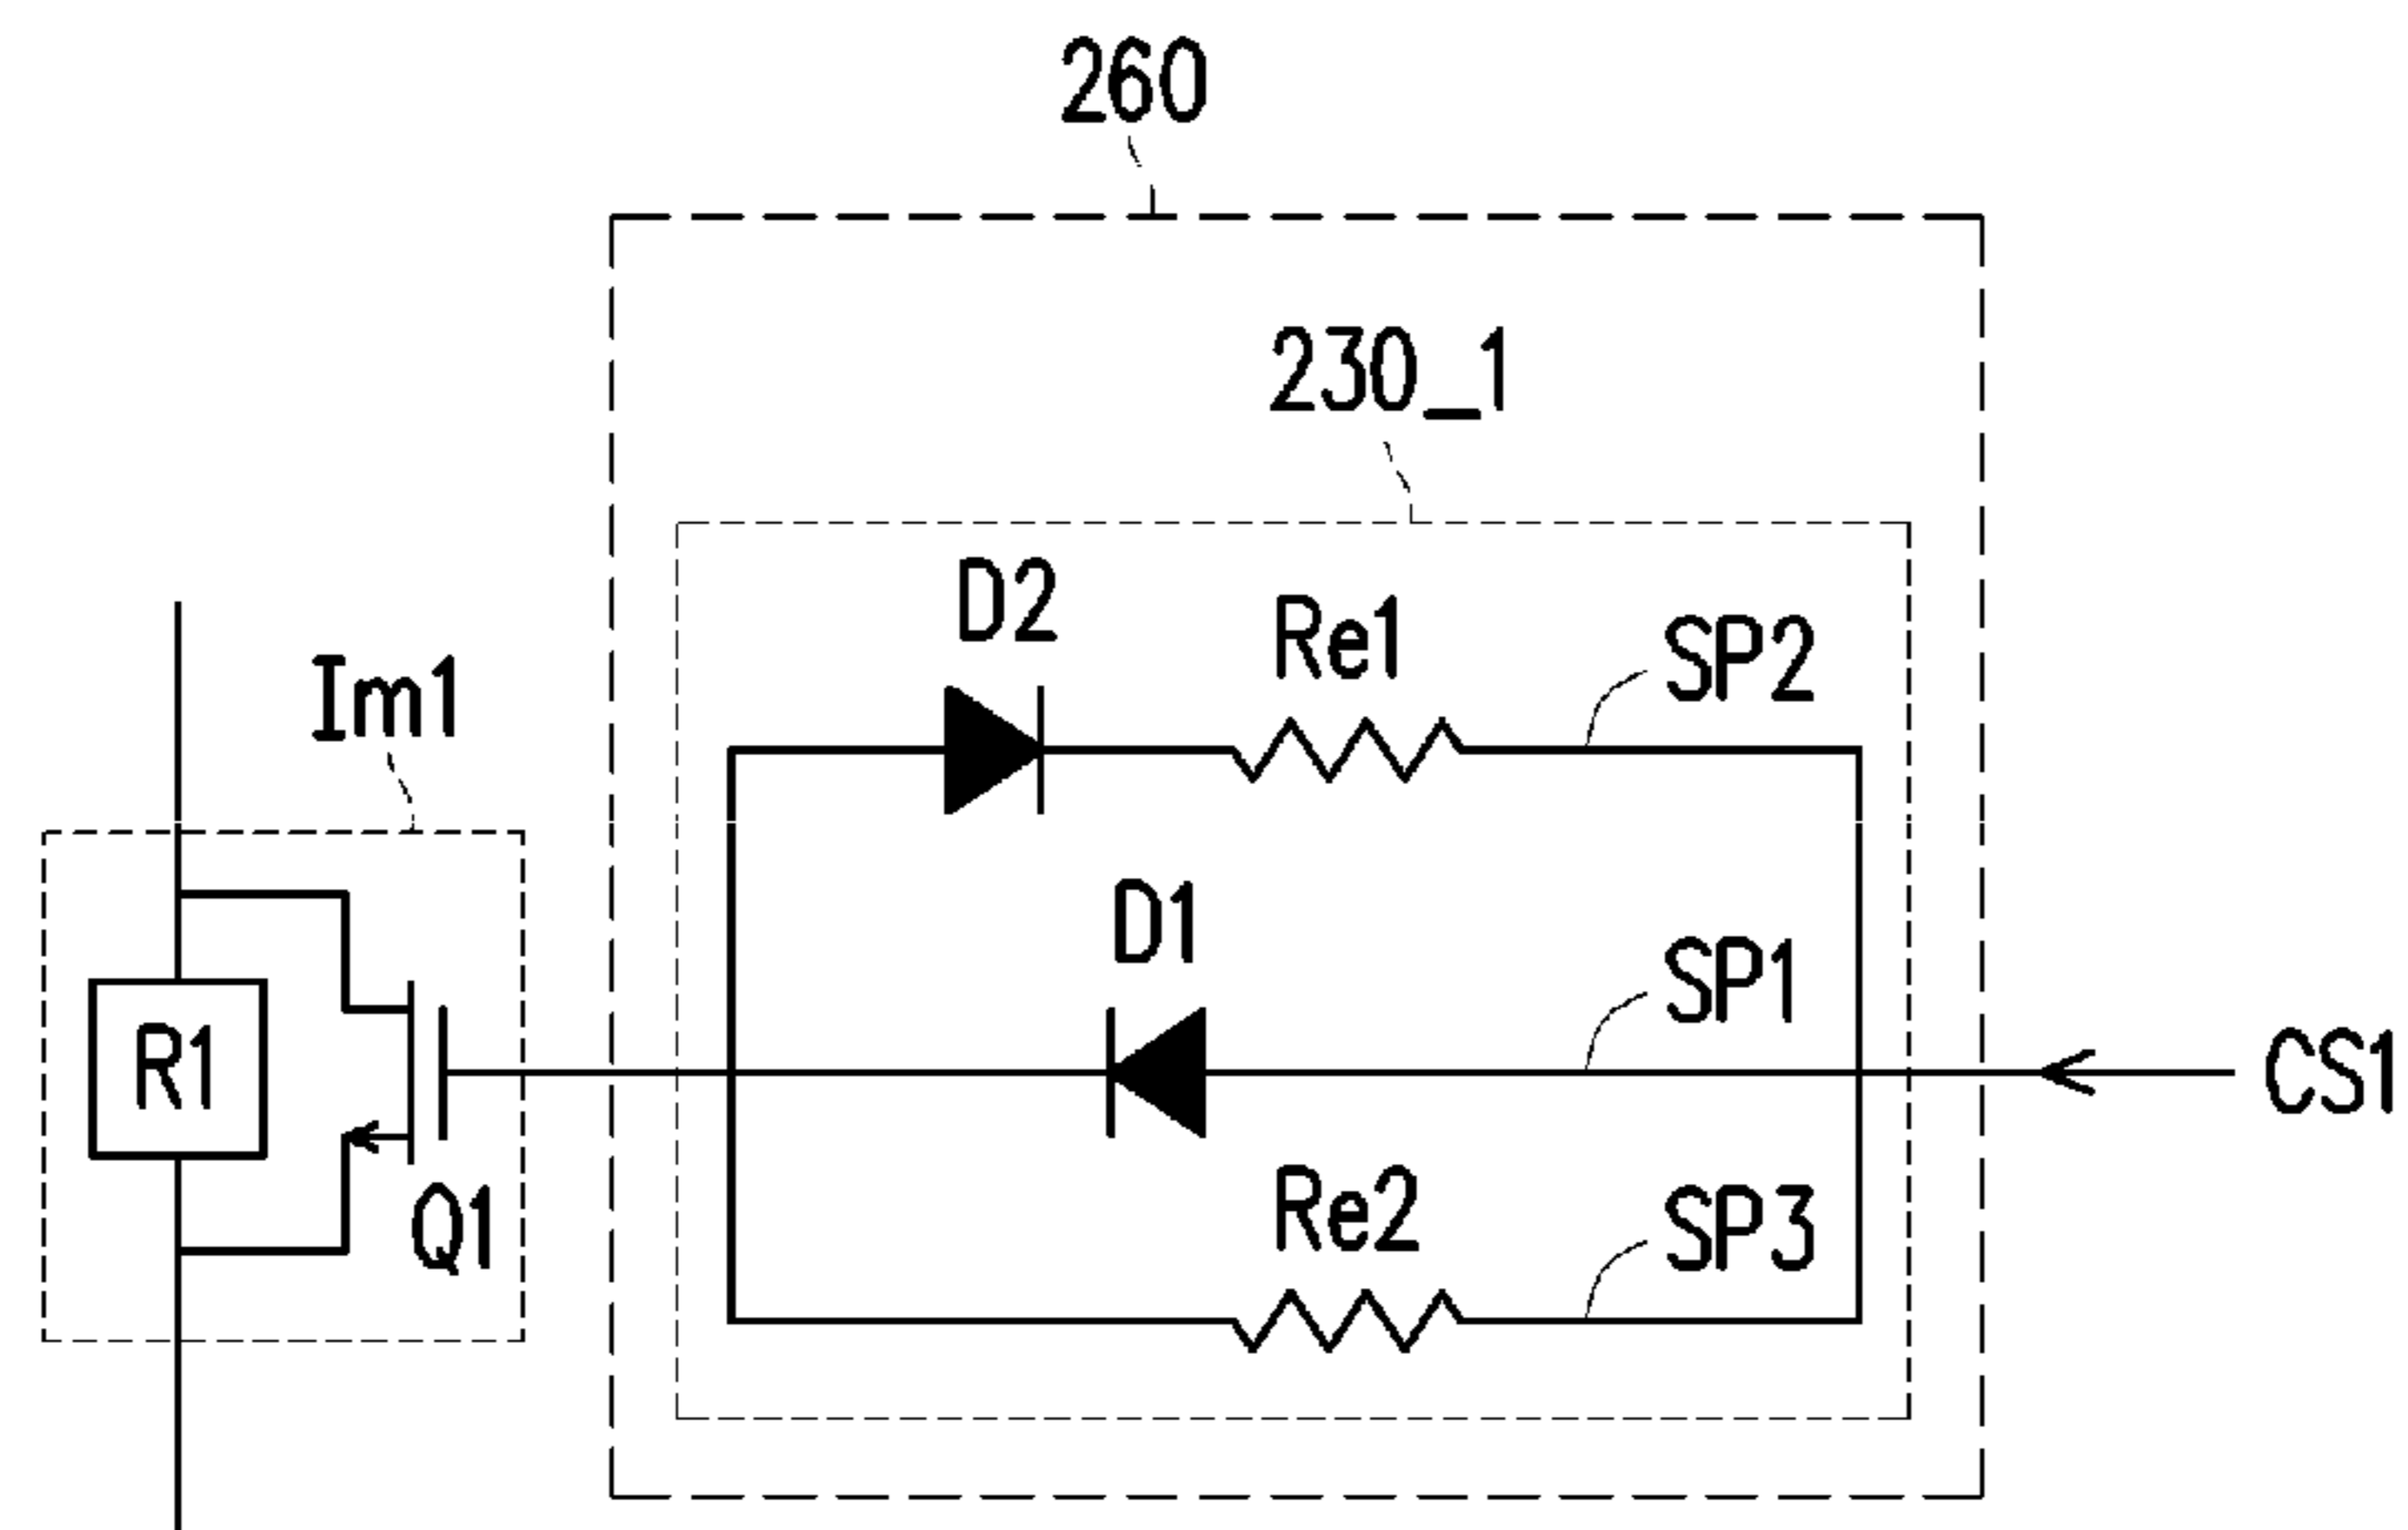 260
230_1
D2
Re1
SP2
Im1
D1
SP1
R1
CS1
Q1
Re2
SP3